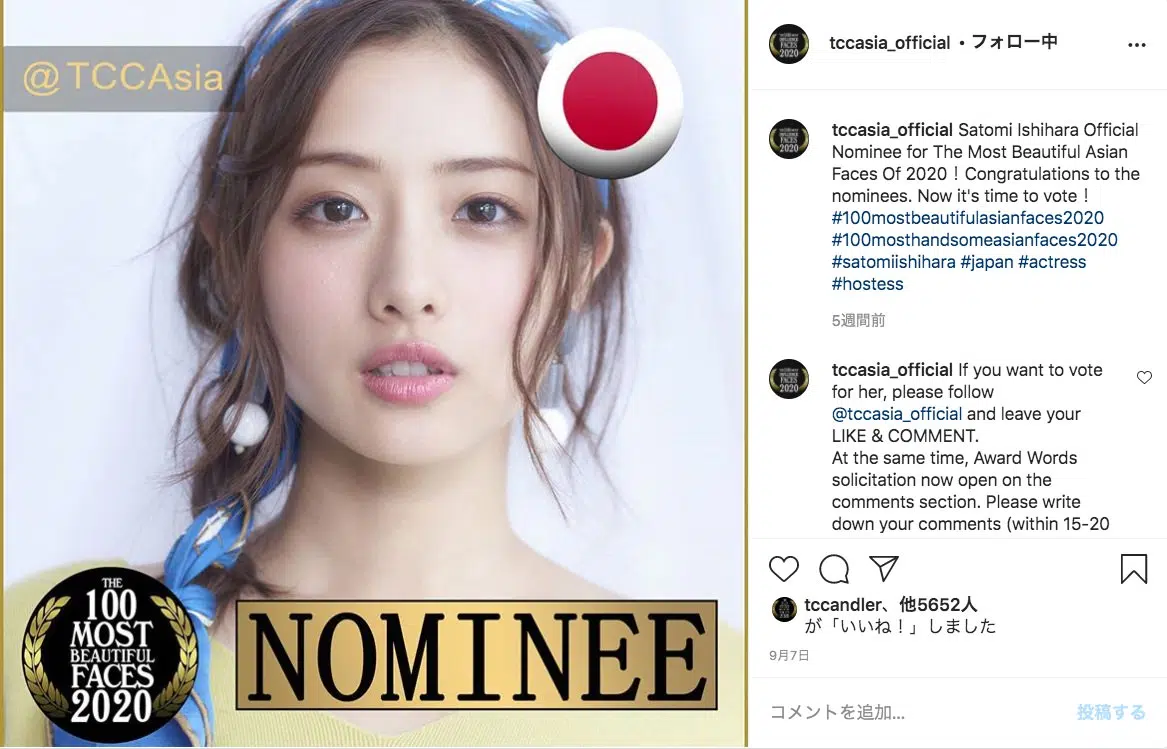 @TCCAsia
THE
100
MOST
BEAUTIFUL
FACES
2020
NOMINEE
tccasia_official • フォロー中
tccasia_official Satomi Ishihara Official
Nominee for The Most Beautiful Asian
Faces Of 2020！Congratulations to the
nominees. Now it's time to vote！
#100mostbeautifulasianfaces2020
#100mosthandsomeasianfaces2020
#satomiishihara #japan #actress
#hostess
5週間前
tccasia_official If you want to vote
for her, please follow
@tccasia_official and leave your
LIKE & COMMENT.
At the same time, Award Words
solicitation now open on the
comments section. Please write
down your comments (within 15-20
tccandler、他5652人
が「いいね！」しました
9月7日
コメントを追加...
投稿する